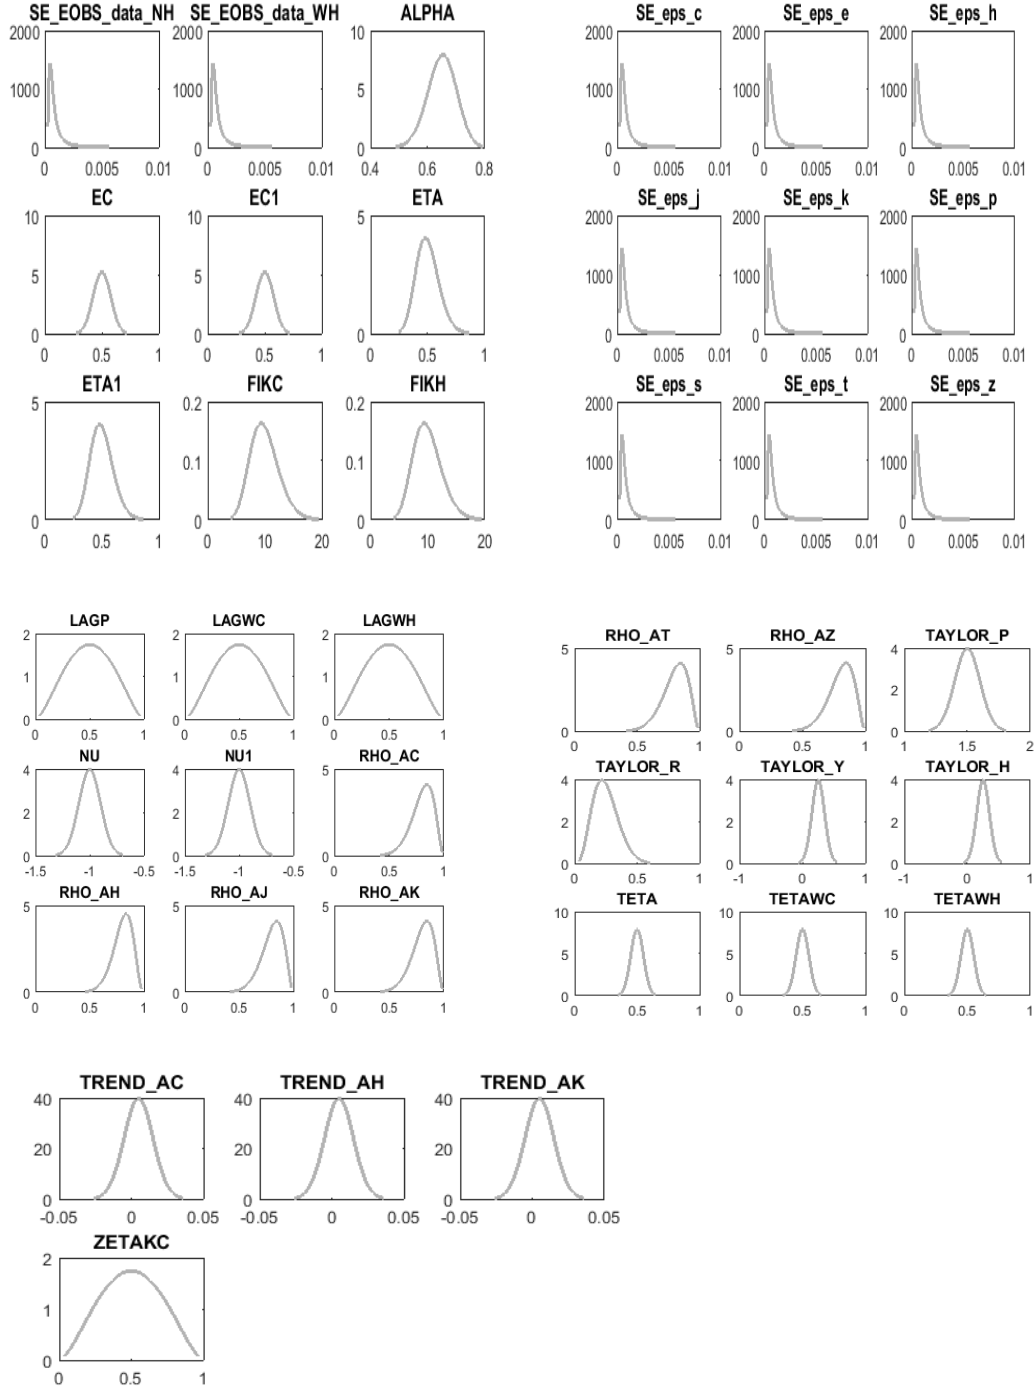 SE_EOBS_data_NH SE_EOBS_data_WH ALPHA
2000 2000 10
1000 1000 5
0 0 0
0 0.005 0.01 0 0.005 0.01 0.4 0.6 0.8
EC EC1 ETA
10 10 5
5 5
0 0 0
0 0.5 1 0 0.5 1 0 0.5 1
ETA1 FIKC FIKH
5 0.2 0.2
0.1 0.1
0 0 0
0 0.5 1 0 10 20 0 10 20
SE_eps_c SE_eps_e SE_eps_h
2000 2000 2000
1000 1000 1000
0 0 0
0 0.005 0.01 0 0.005 0.01 0 0.005 0.01
SE_eps_j SE_eps_k SE_eps_p
2000 2000 2000
1000 1000 1000
0 0 0
0 0.005 0.01 0 0.005 0.01 0 0.005 0.01
SE_eps_s SE_eps_t SE_eps_z
2000 2000 2000
1000 1000 1000
0 0 0
0 0.005 0.01 0 0.005 0.01 0 0.005 0.01
LAGP LAGWC LAGWH
2 2 2
1 1 1
0 0 0
0 0.5 1 0 0.5 1 0 0.5 1
NU NU1 RHO_AC
4 4 5
2 2
0 0 0
-1.5 -1 -0.5 -1.5 -1 -0.5 0 0.5 1
RHO_AH RHO_AJ RHO_AK
5 5 5
0 0 0
0 0.5 1 0 0.5 1 0 0.5 1
RHO_AT RHO_AZ TAYLOR_P
5 5 4
2
0 0 0
0 0.5 1 0 0.5 1 1 1.5 2
TAYLOR_R TAYLOR_Y TAYLOR_H
4 4 4
2 2 2
0 0 0
0 0.5 1 -1 0 1 -1 0 1
TETA TETAWC TETAWH
10 10 10
5 5 5
0 0 0
0 0.5 1 0 0.5 1 0 0.5 1
TREND_AC TREND_AH TREND_AK
40 40 40
20 20 20
0 0 0
-0.05 0 0.05 -0.05 0 0.05 -0.05 0 0.05
ZETAKC
2
1
0
0 0.5 1